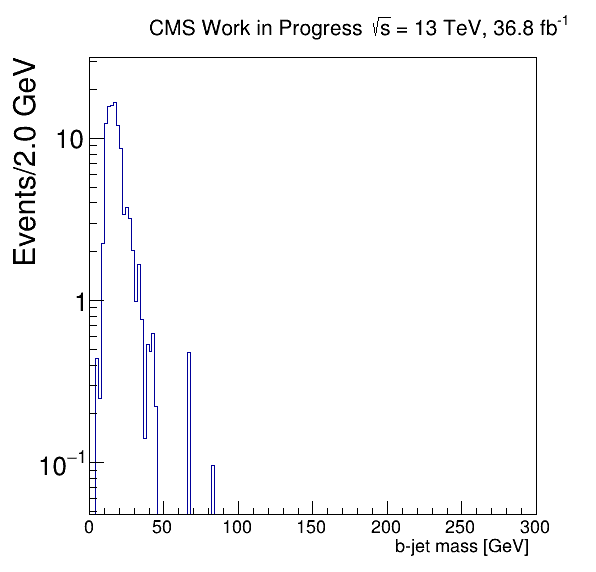 CMS Work in Progress √s = 13 TeV, 36.8 fb⁻¹
Events/2.0 GeV
10
1
10⁻¹
0 50 100 150 200 250 300
b-jet mass [GeV]